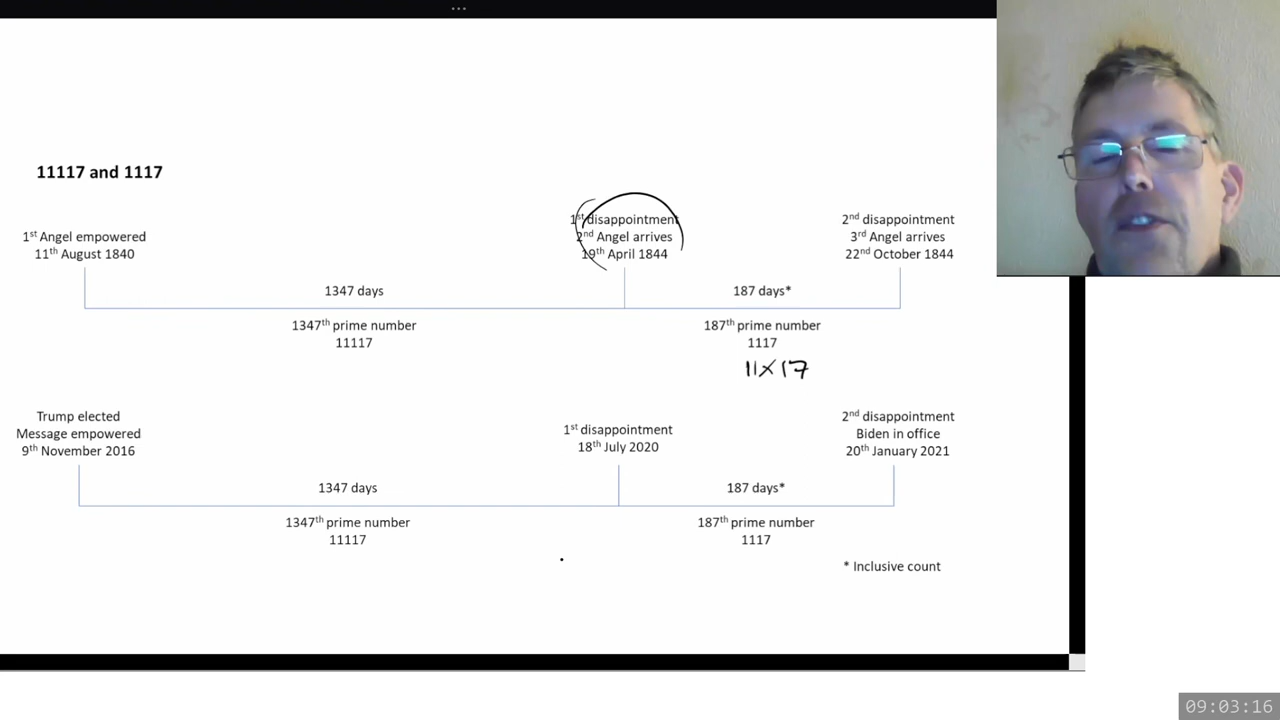 11117 and 1117
1st Angel empowered
11th August 1840
1st disappointment
2nd Angel arrives
19th April 1844
2nd disappointment
3rd Angel arrives
22nd October 1844
1347 days
187 days*
1347th prime number
11117
187th prime number
1117
11×17
Trump elected
Message empowered
9th November 2016
1st disappointment
18th July 2020
2nd disappointment
Biden in office
20th January 2021
1347 days
187 days*
1347th prime number
11117
187th prime number
1117
* Inclusive count
09:03:16